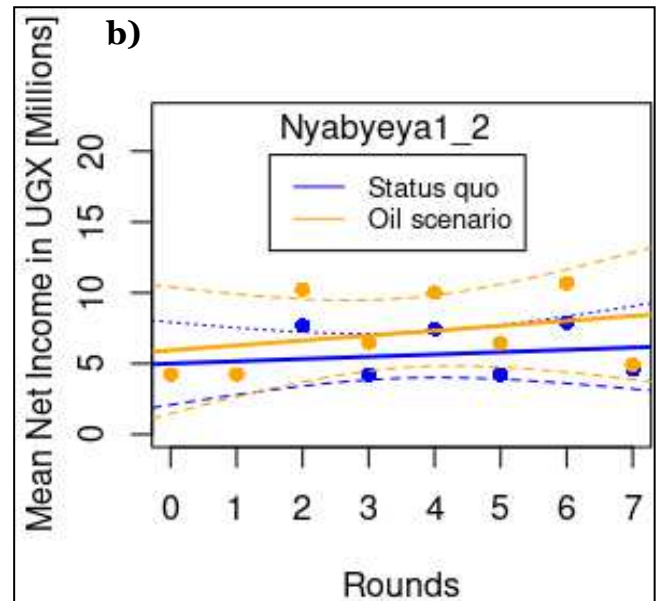 b)
Mean Net Income in UGX [Millions]
Nyabyeya1_2
Status quo
Oil scenario
20
15
10
5
0
0 1 2 3 4 5 6 7
Rounds